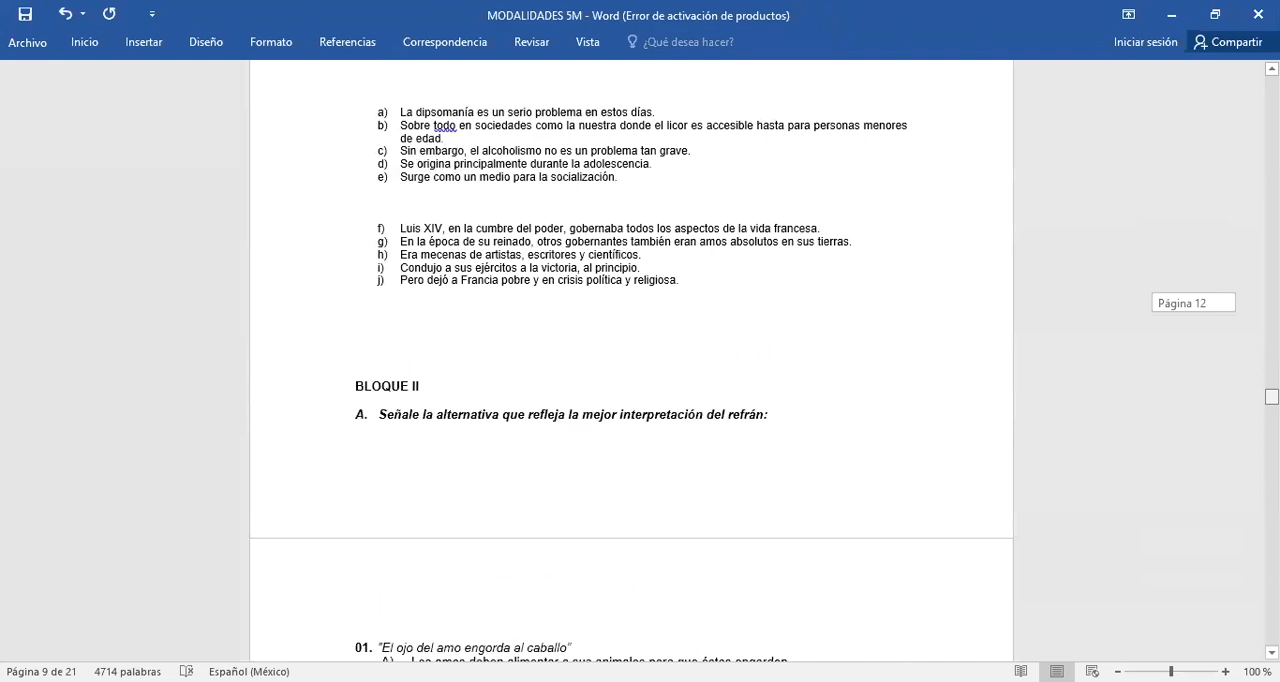 MODALIDADES 5M - Word (Error de activación de productos)
Archivo Inicio Insertar Diseño Formato Referencias Correspondencia Revisar Vista ¿Qué desea hacer? Iniciar sesión Compartir
a) La dipsomanía es un serio problema en estos días.
b) Sobre todo en sociedades como la nuestra donde el licor es accesible hasta para personas menores
de edad.
c) Sin embargo, el alcoholismo no es un problema tan grave.
d) Se origina principalmente durante la adolescencia.
e) Surge como un medio para la socialización.
f) Luis XIV, en la cumbre del poder, gobernaba todos los aspectos de la vida francesa.
g) En la época de su reinado, otros gobernantes también eran amos absolutos en sus tierras.
h) Era mecenas de artistas, escritores y científicos.
i) Condujo a sus ejércitos a la victoria, al principio.
j) Pero dejó a Francia pobre y en crisis política y religiosa.
Página 12
BLOQUE II
A. Señale la alternativa que refleja la mejor interpretación del refrán:
01. "El ojo del amo engorda al caballo"
A) Los amos deben alimentar a sus animales para que éstos engorden
Página 9 de 21 4714 palabras Español (México) 100 %